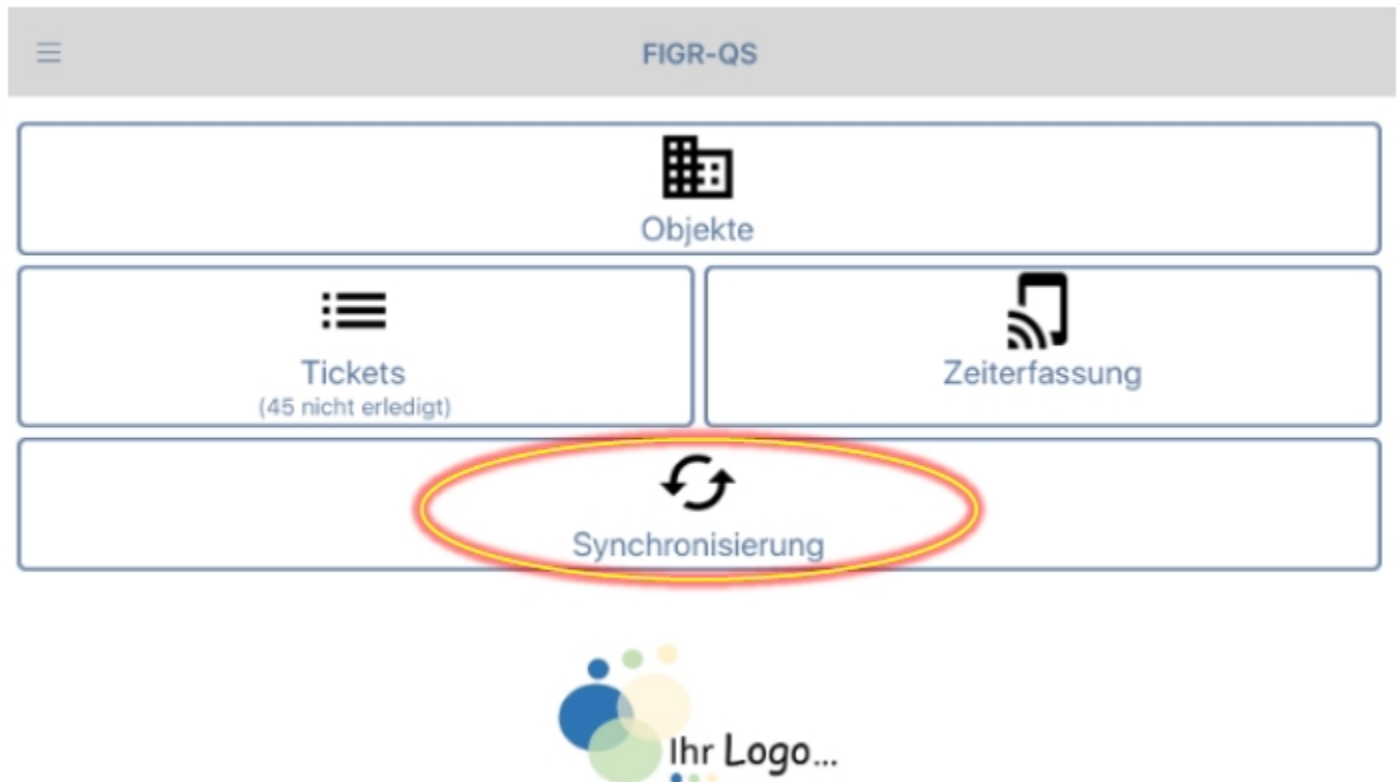 FIGR-QS
Objekte
Tickets
(45 nicht erledigt)
Zeiterfassung
Synchronisierung
Ihr Logo...